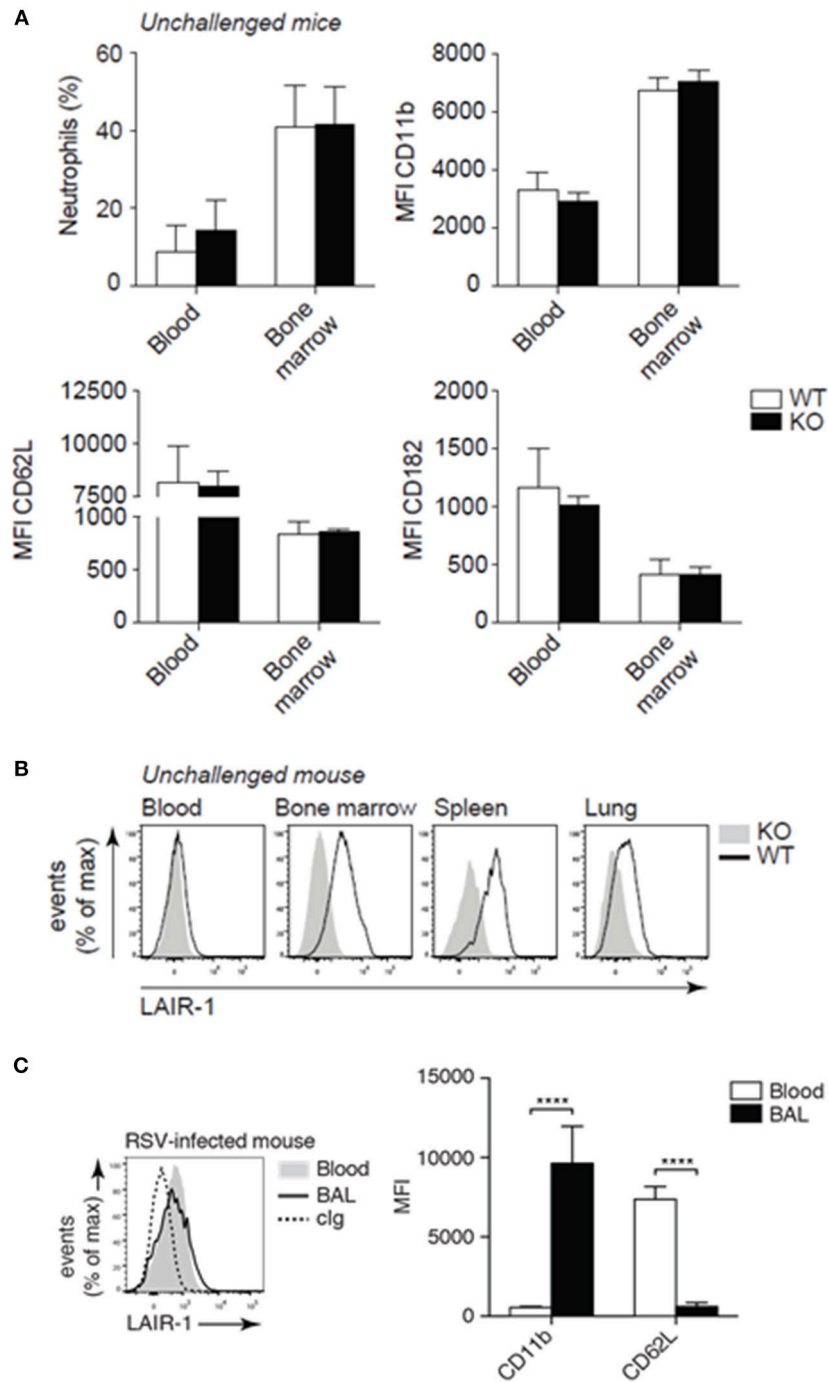 A
Unchallenged mice
Neutrophils (%)
60
40
20
0
Blood
Bone
marrow
MFI CD11b
8000
6000
4000
2000
0
Blood
Bone
marrow
MFI CD62L
12500
10000
7500
1000
500
0
Blood
Bone
marrow
MFI CD182
2000
1500
1000
500
0
Blood
Bone
marrow
WT
KO
B
Unchallenged mouse
Blood
Bone marrow
Spleen
Lung
KO
WT
events
(% of max)
LAIR-1
C
RSV-infected mouse
Blood
BAL
cIg
events
(% of max)
LAIR-1
MFI
15000
10000
5000
0
****
****
CD11b
CD62L
Blood
BAL